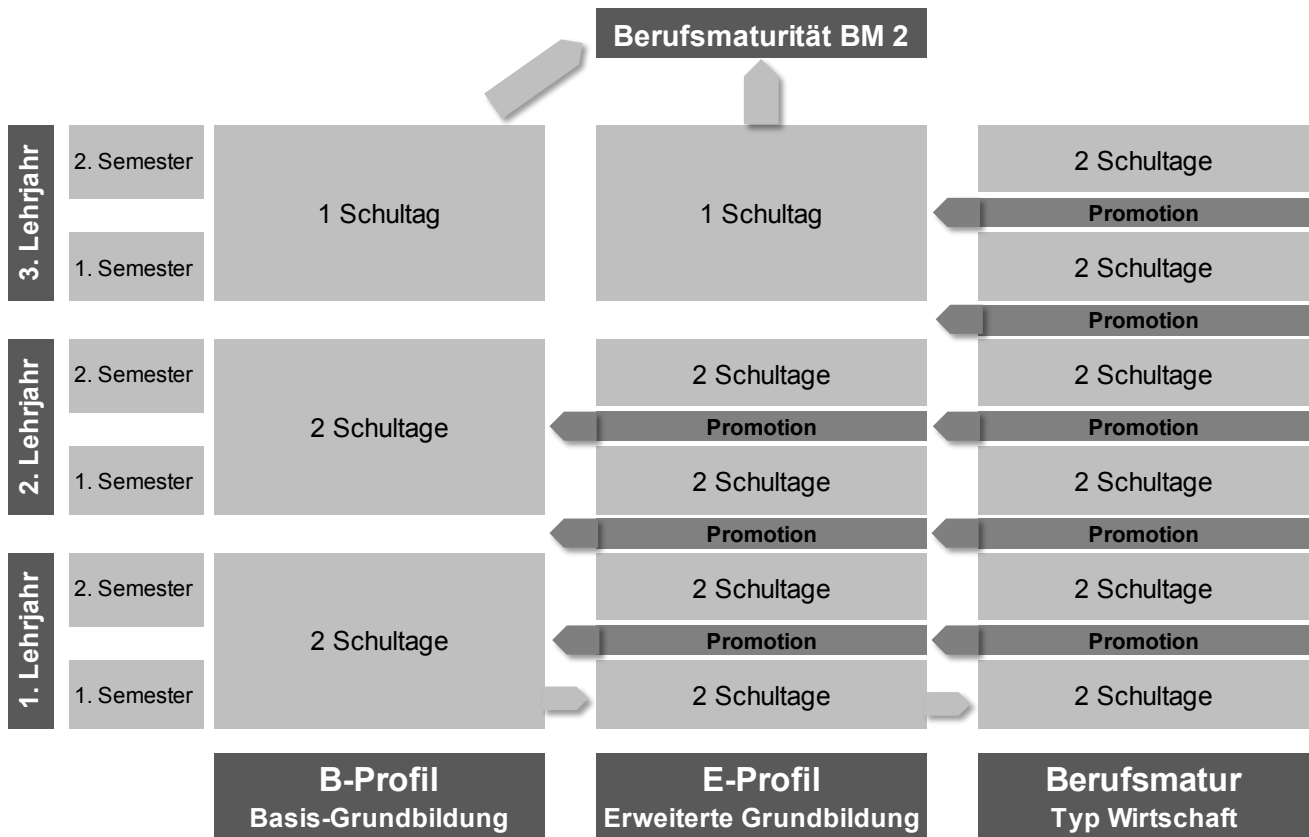 Berufsmaturität BM 2
3. Lehrjahr
2. Semester
1 Schultag
1 Schultag
2 Schultage
Promotion
1. Semester
2 Schultage
Promotion
2. Lehrjahr
2. Semester
2 Schultage
2 Schultage
2 Schultage
Promotion
Promotion
1. Semester
2 Schultage
2 Schultage
Promotion
Promotion
1. Lehrjahr
2. Semester
2 Schultage
2 Schultage
2 Schultage
Promotion
Promotion
1. Semester
2 Schultage
2 Schultage
B-Profil
Basis-Grundbildung
E-Profil
Erweiterte Grundbildung
Berufsmatur
Typ Wirtschaft